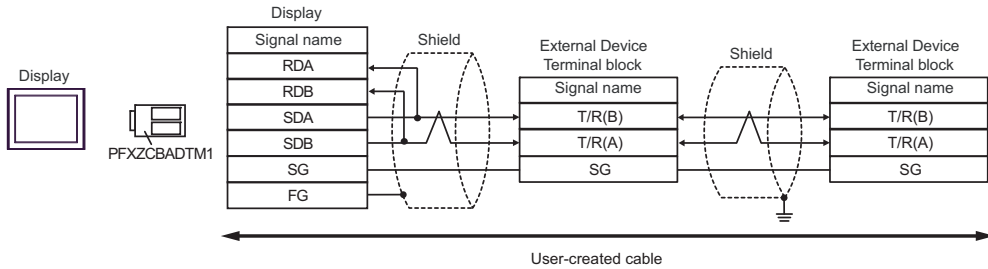 Display
PFXZCBADTM1
Display
Signal name
RDA
RDB
SDA
SDB
SG
FG
Shield
External Device
Terminal block
Signal name
T/R(B)
T/R(A)
SG
Shield
External Device
Terminal block
Signal name
T/R(B)
T/R(A)
SG
User-created cable